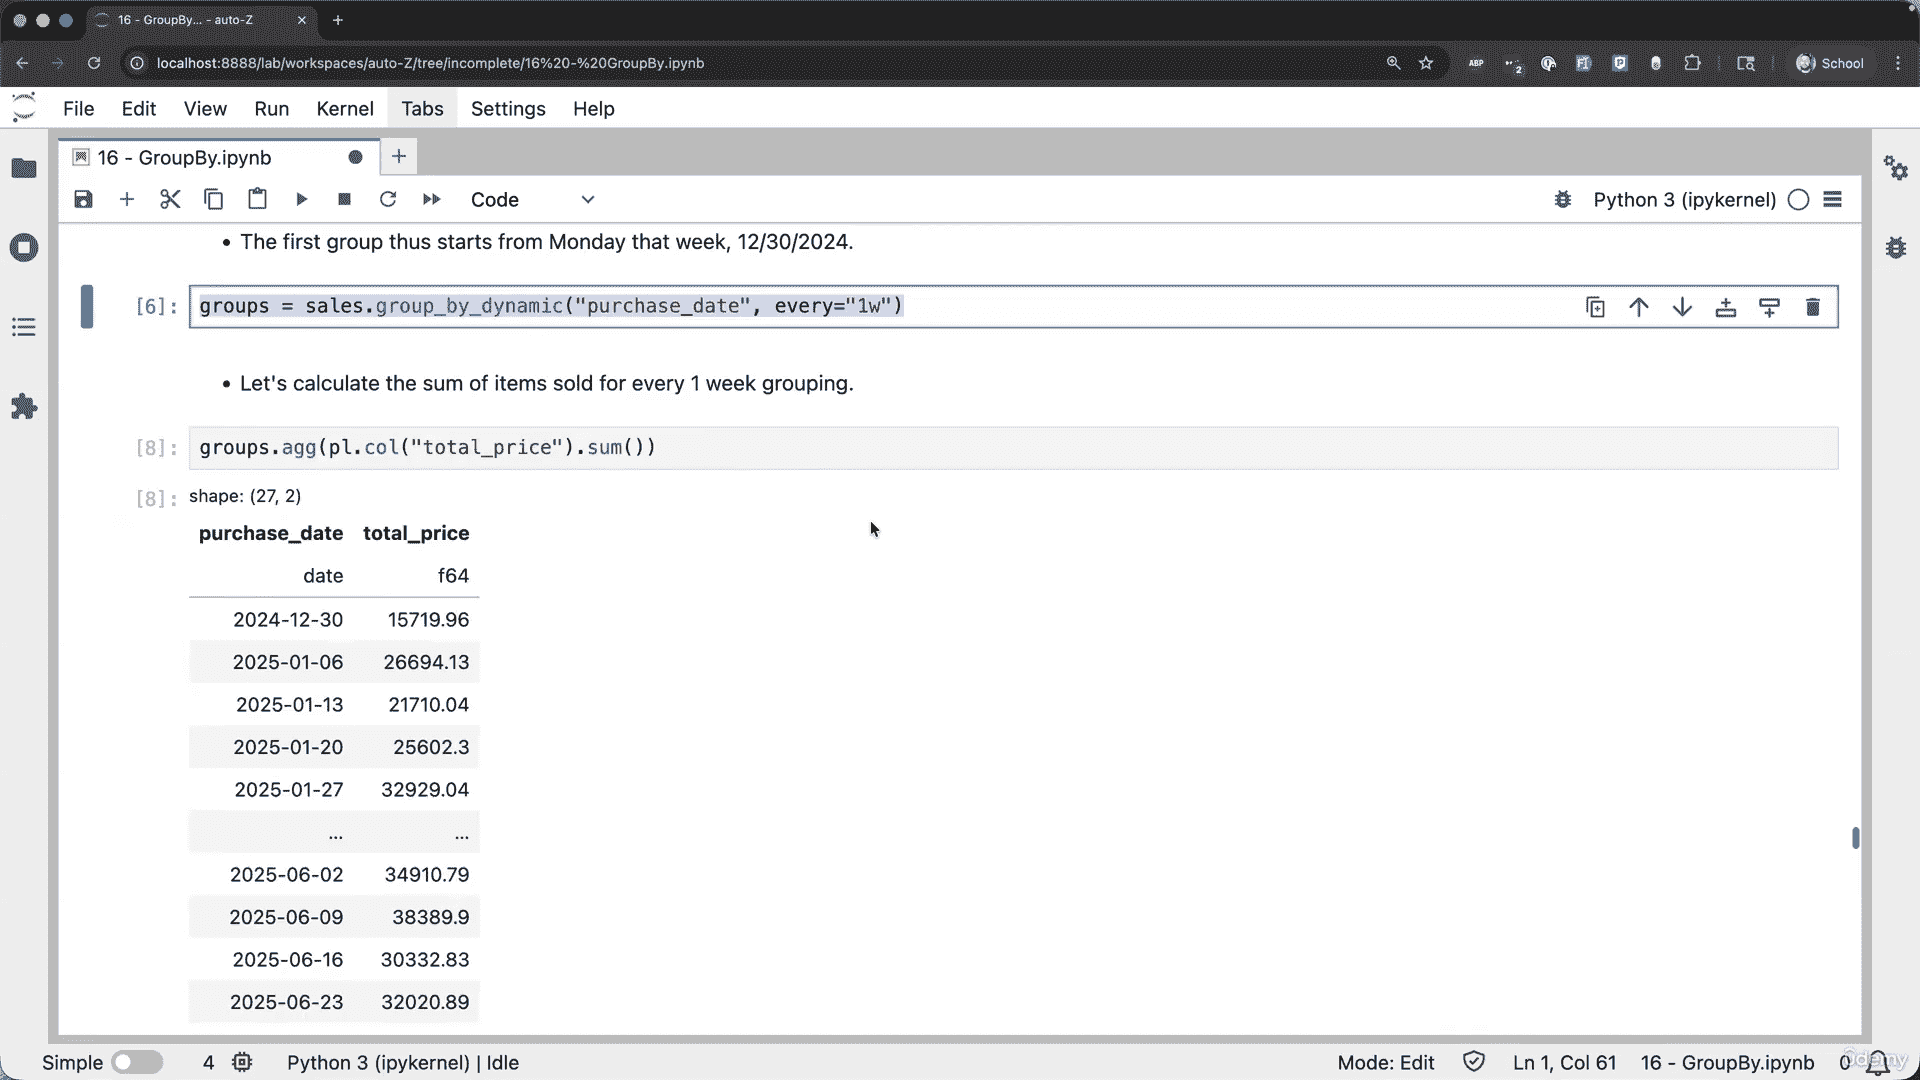 16 - GroupBy... - auto-Z
localhost:8888/lab/workspaces/auto-Z/tree/incomplete/16%20-%20GroupBy.ipynb
ABP
2
School
File Edit View Run Kernel Tabs Settings Help
16 - GroupBy.ipynb
Code
Python 3 (ipykernel)
• The first group thus starts from Monday that week, 12/30/2024.
[6]: groups = sales.group_by_dynamic("purchase_date", every="1w")
• Let's calculate the sum of items sold for every 1 week grouping.
[8]: groups.agg(pl.col("total_price").sum())
[8]: shape: (27, 2)
purchase_date total_price
date f64
2024-12-30 15719.96
2025-01-06 26694.13
2025-01-13 21710.04
2025-01-20 25602.3
2025-01-27 32929.04
... ...
2025-06-02 34910.79
2025-06-09 38389.9
2025-06-16 30332.83
2025-06-23 32020.89
Simple 4 Python 3 (ipykernel) | Idle Mode: Edit Ln 1, Col 61 16 - GroupBy.ipynb 0
udemy